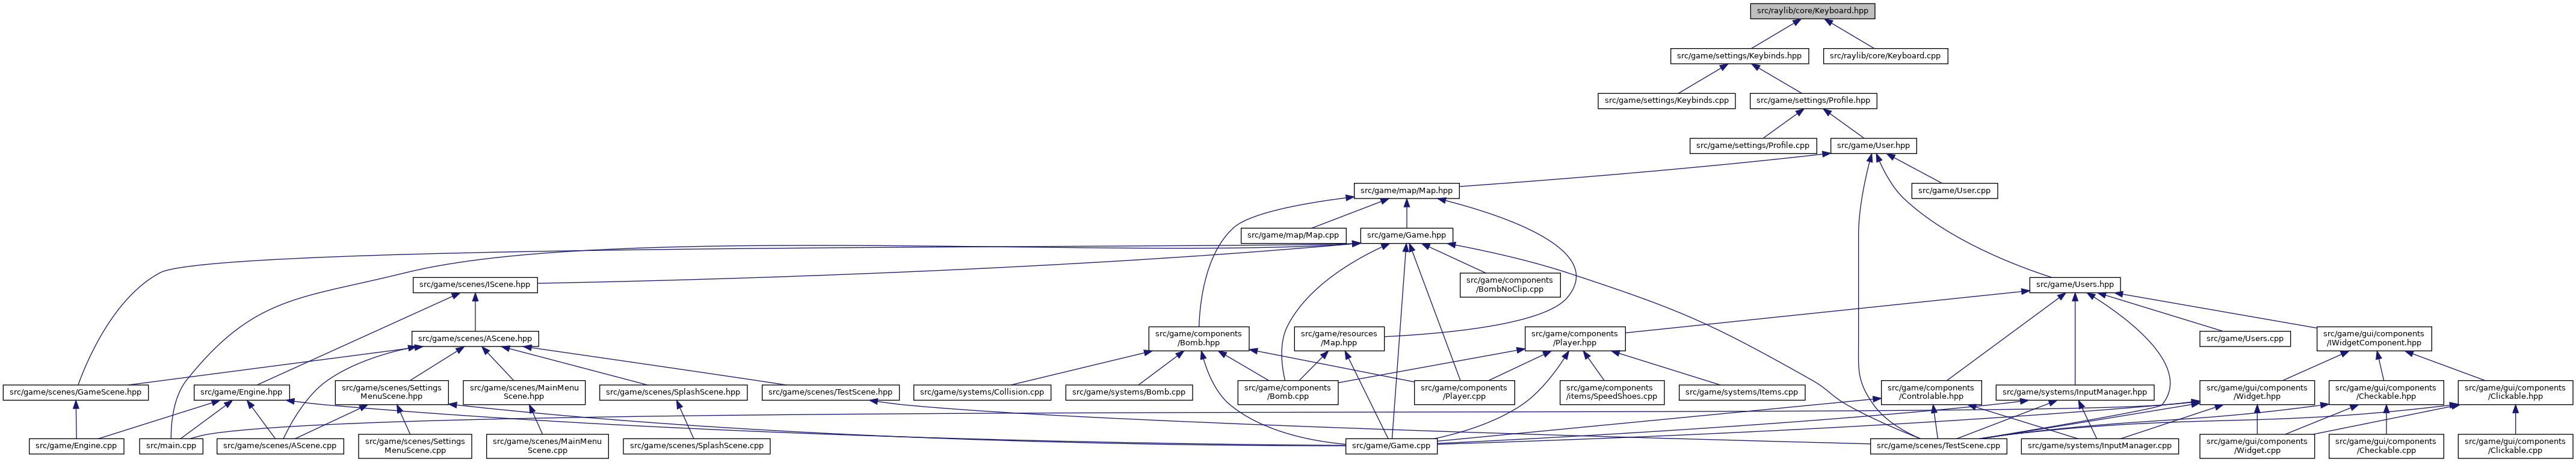 src/raylib/core/Keyboard.hpp
src/game/settings/Keybinds.hpp
src/raylib/core/Keyboard.cpp
src/game/settings/Keybinds.cpp
src/game/settings/Profile.hpp
src/game/settings/Profile.cpp
src/game/User.hpp
src/game/map/Map.hpp
src/game/User.cpp
src/game/map/Map.cpp
src/game/Game.hpp
src/game/scenes/IScene.hpp
src/game/components
/BombNoClip.cpp
src/game/Users.hpp
src/game/scenes/AScene.hpp
src/game/components
/Bomb.hpp
src/game/resources
/Map.hpp
src/game/components
/Player.hpp
src/game/Users.cpp
src/game/gui/components
/IWidgetComponent.hpp
src/game/scenes/GameScene.hpp
src/game/Engine.hpp
src/game/scenes/Settings
MenuScene.hpp
src/game/scenes/MainMenu
Scene.hpp
src/game/scenes/SplashScene.hpp
src/game/scenes/TestScene.hpp
src/game/systems/Collision.cpp
src/game/systems/Bomb.cpp
src/game/components
/Bomb.cpp
src/game/components
/Player.cpp
src/game/components
/items/SpeedShoes.cpp
src/game/systems/Items.cpp
src/game/components
/Controlable.hpp
src/game/systems/InputManager.hpp
src/game/gui/components
/Widget.hpp
src/game/gui/components
/Checkable.hpp
src/game/gui/components
/Clickable.hpp
src/game/Engine.cpp
src/main.cpp
src/game/scenes/AScene.cpp
src/game/scenes/Settings
MenuScene.cpp
src/game/scenes/MainMenu
Scene.cpp
src/game/scenes/SplashScene.cpp
src/game/Game.cpp
src/game/scenes/TestScene.cpp
src/game/systems/InputManager.cpp
src/game/gui/components
/Widget.cpp
src/game/gui/components
/Checkable.cpp
src/game/gui/components
/Clickable.cpp